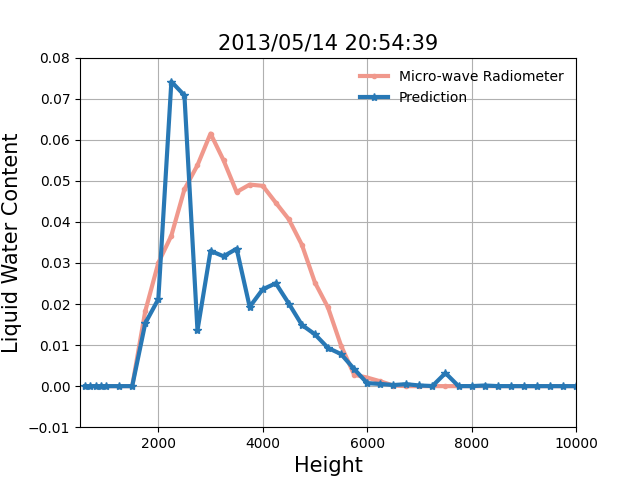 2013/05/14 20:54:39
Liquid Water Content
0.08
0.07
0.06
0.05
0.04
0.03
0.02
0.01
0.00
−0.01
Micro-wave Radiometer
Prediction
2000 4000 6000 8000 10000
Height